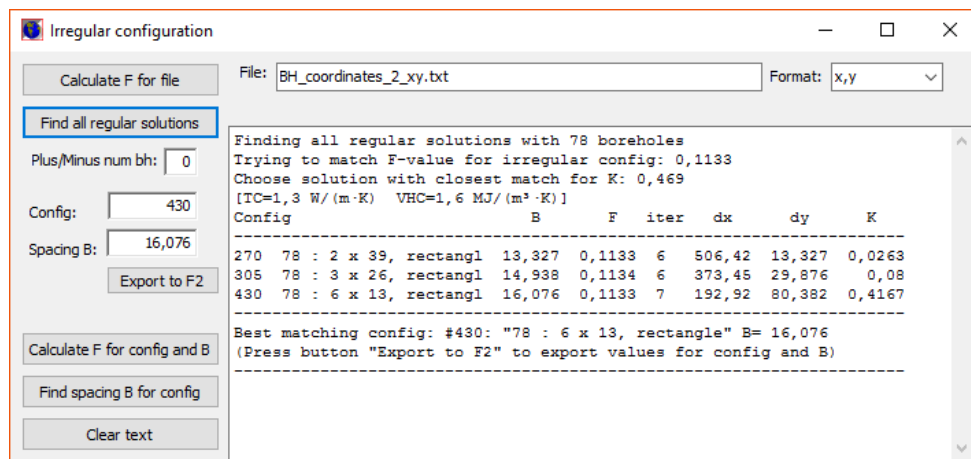 Irregular configuration
Calculate F for file
File: BH_coordinates_2_xy.txt Format: x,y
Find all regular solutions
Plus/Minus num bh: 0
Config: 430
Spacing B: 16,076
Export to F2
Calculate F for config and B
Find spacing B for config
Clear text
Finding all regular solutions with 78 boreholes
Trying to match F-value for irregular config: 0,1133
Choose solution with closest match for K: 0,469
[TC=1,3 W/(m·K) VHC=1,6 MJ/(m³·K)]
Config B F iter dx dy K
--------------------------------------------------------------------
270 78 : 2 x 39, rectangl 13,327 0,1133 6 506,42 13,327 0,0263
305 78 : 3 x 26, rectangl 14,938 0,1134 6 373,45 29,876 0,08
430 78 : 6 x 13, rectangl 16,076 0,1133 7 192,92 80,382 0,4167
--------------------------------------------------------------------
Best matching config: #430: "78 : 6 x 13, rectangle" B= 16,076
(Press button "Export to F2" to export values for config and B)
--------------------------------------------------------------------